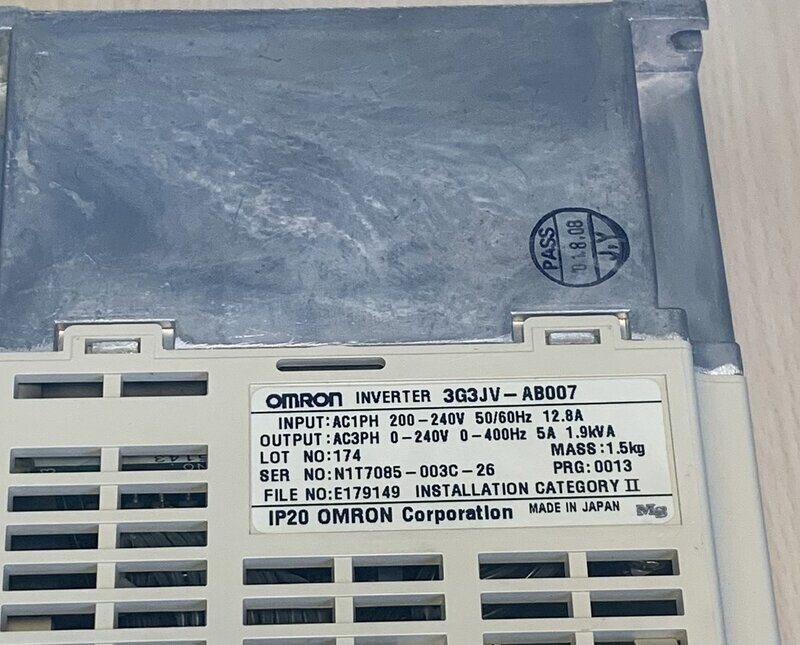 PASS
01.8.08
J.Y
OMRON INVERTER 3G3JV-AB007
INPUT:AC1PH 200-240V 50/60Hz 12.8A
OUTPUT:AC3PH 0-240V 0-400Hz 5A 1.9kVA
LOT NO:174 MASS:1.5kg
SER NO:N1T7085-003C-26 PRG:0013
FILE NO:E179149 INSTALLATION CATEGORY II
IP20 OMRON Corporation MADE IN JAPAN